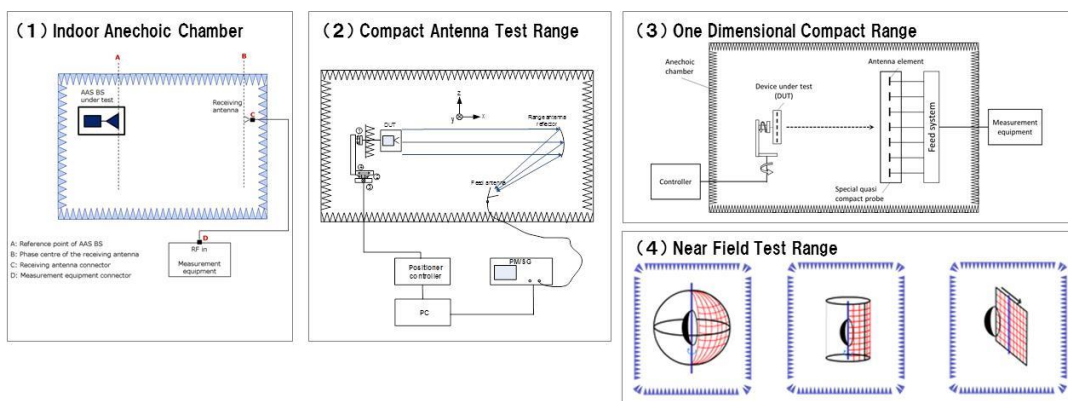 （1）Indoor Anechoic Chamber
A
B
AAS BS
under test
Receiving
antenna
C
D
RF in
Measurement
equipment
A: Reference point of AAS BS
B: Phase centre of the receiving antenna
C: Receiving antenna connector
D: Measurement equipment connector
（2）Compact Antenna Test Range
z
y
x
DUT
Range antenna
reflector
Feed antenna
Positioner
controller
PM/SG
PC
（3）One Dimensional Compact Range
Anechoic
chamber
Antenna element
Device under test
(DUT)
Feed system
Measurement
equipment
Controller
Special quasi
compact probe
（4）Near Field Test Range